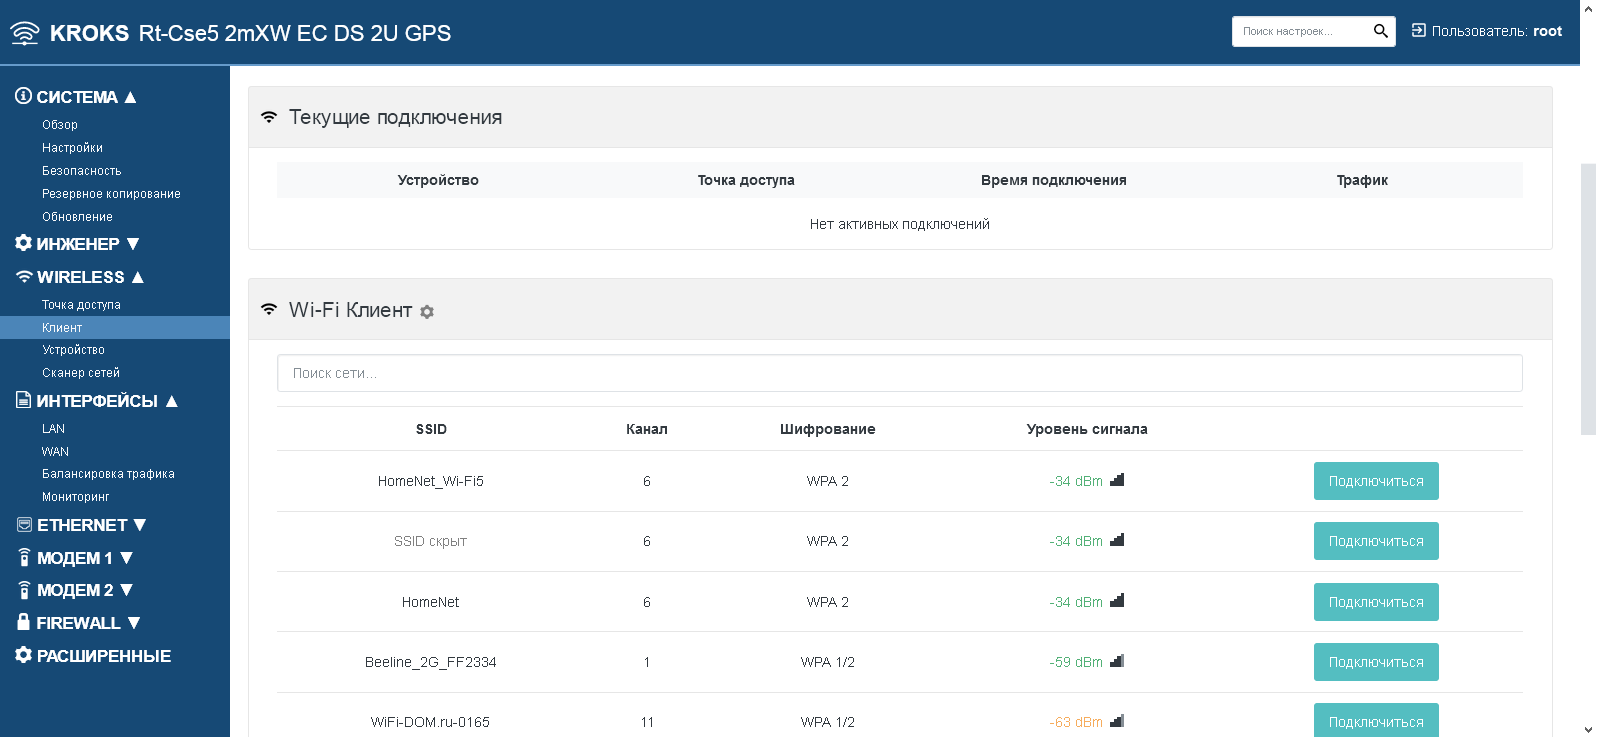 KROKS Rt-Cse5 2mXW EC DS 2U GPS
Поиск настроек...
Пользователь: root
СИСТЕМА ▲
Обзор
Настройки
Безопасность
Резервное копирование
Обновление
ИНЖЕНЕР ▼
WIRELESS ▲
Точка доступа
Клиент
Устройство
Сканер сетей
ИНТЕРФЕЙСЫ ▲
LAN
WAN
Балансировка трафика
Мониторинг
ETHERNET ▼
МОДЕМ 1 ▼
МОДЕМ 2 ▼
FIREWALL ▼
РАСШИРЕННЫЕ
Текущие подключения
Устройство Точка доступа Время подключения Трафик
Нет активных подключений
Wi-Fi Клиент
Поиск сети...
SSID Канал Шифрование Уровень сигнала
HomeNet_Wi-Fi5 6 WPA 2 -34 dBm Подключиться
SSID скрыт 6 WPA 2 -34 dBm Подключиться
HomeNet 6 WPA 2 -34 dBm Подключиться
Beeline_2G_FF2334 1 WPA 1/2 -59 dBm Подключиться
WiFi-DOM.ru-0165 11 WPA 1/2 -63 dBm Подключиться